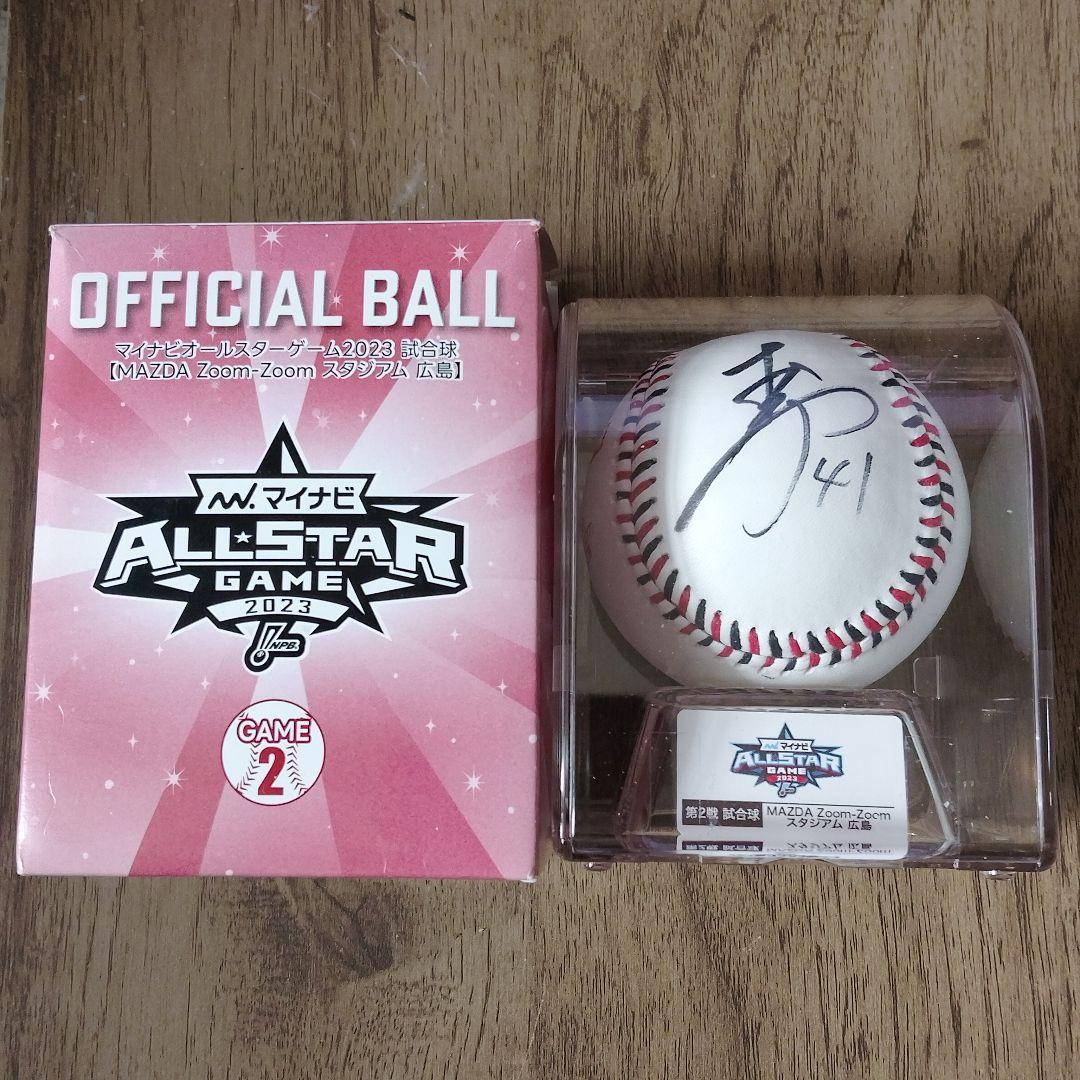 OFFICIAL BALL
マイナビオールスターゲーム2023 試合球
【MAZDA Zoom-Zoom スタジアム 広島】
マイナビ
ALL★STAR
GAME
2023
NPB
GAME
2
41
マイナビ
ALLSTAR
GAME
2023
第2戦 試合球
MAZDA Zoom-Zoom
スタジアム 広島